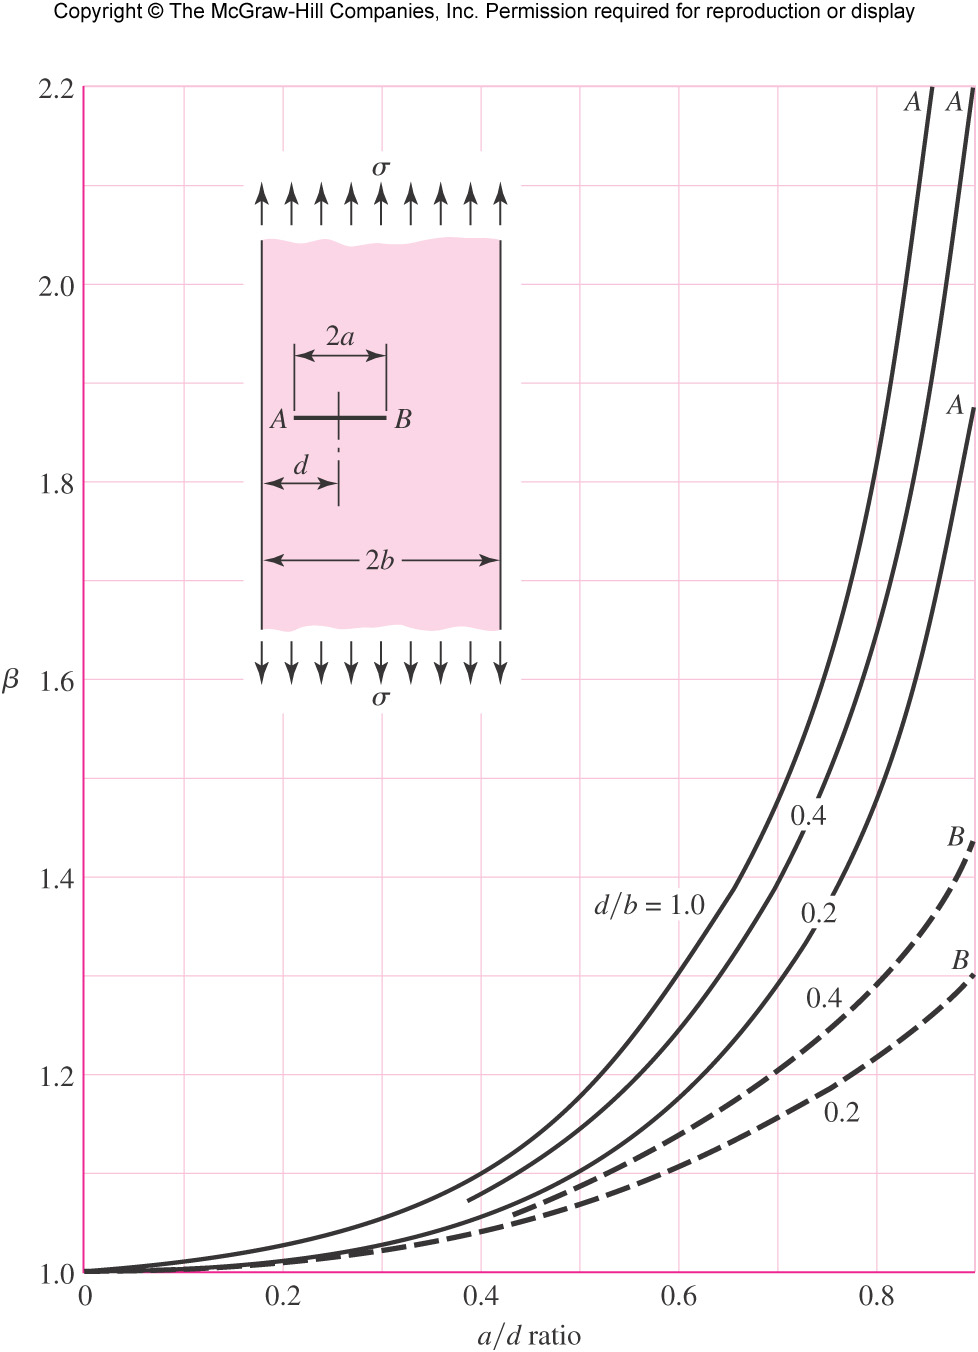 Copyright © The McGraw-Hill Companies, Inc. Permission required for reproduction or display
2.2
A A
σ
2.0
2a
A B
A
d
1.8
2b
β 1.6
σ
0.4
B
1.4
d/b = 1.0
0.2
B
0.4
1.2
0.2
1.0
0 0.2 0.4 0.6 0.8
a/d ratio